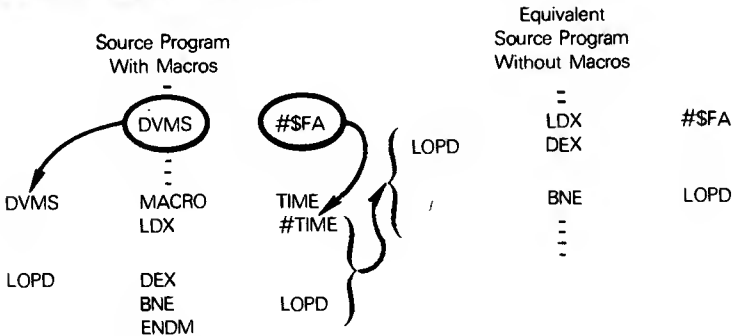 Source Program
With Macros
DVMS #$FA
DVMS MACRO TIME
LDX #TIME
LOPD DEX
BNE LOPD
ENDM
Equivalent
Source Program
Without Macros
LDX #$FA
LOPD DEX
BNE LOPD